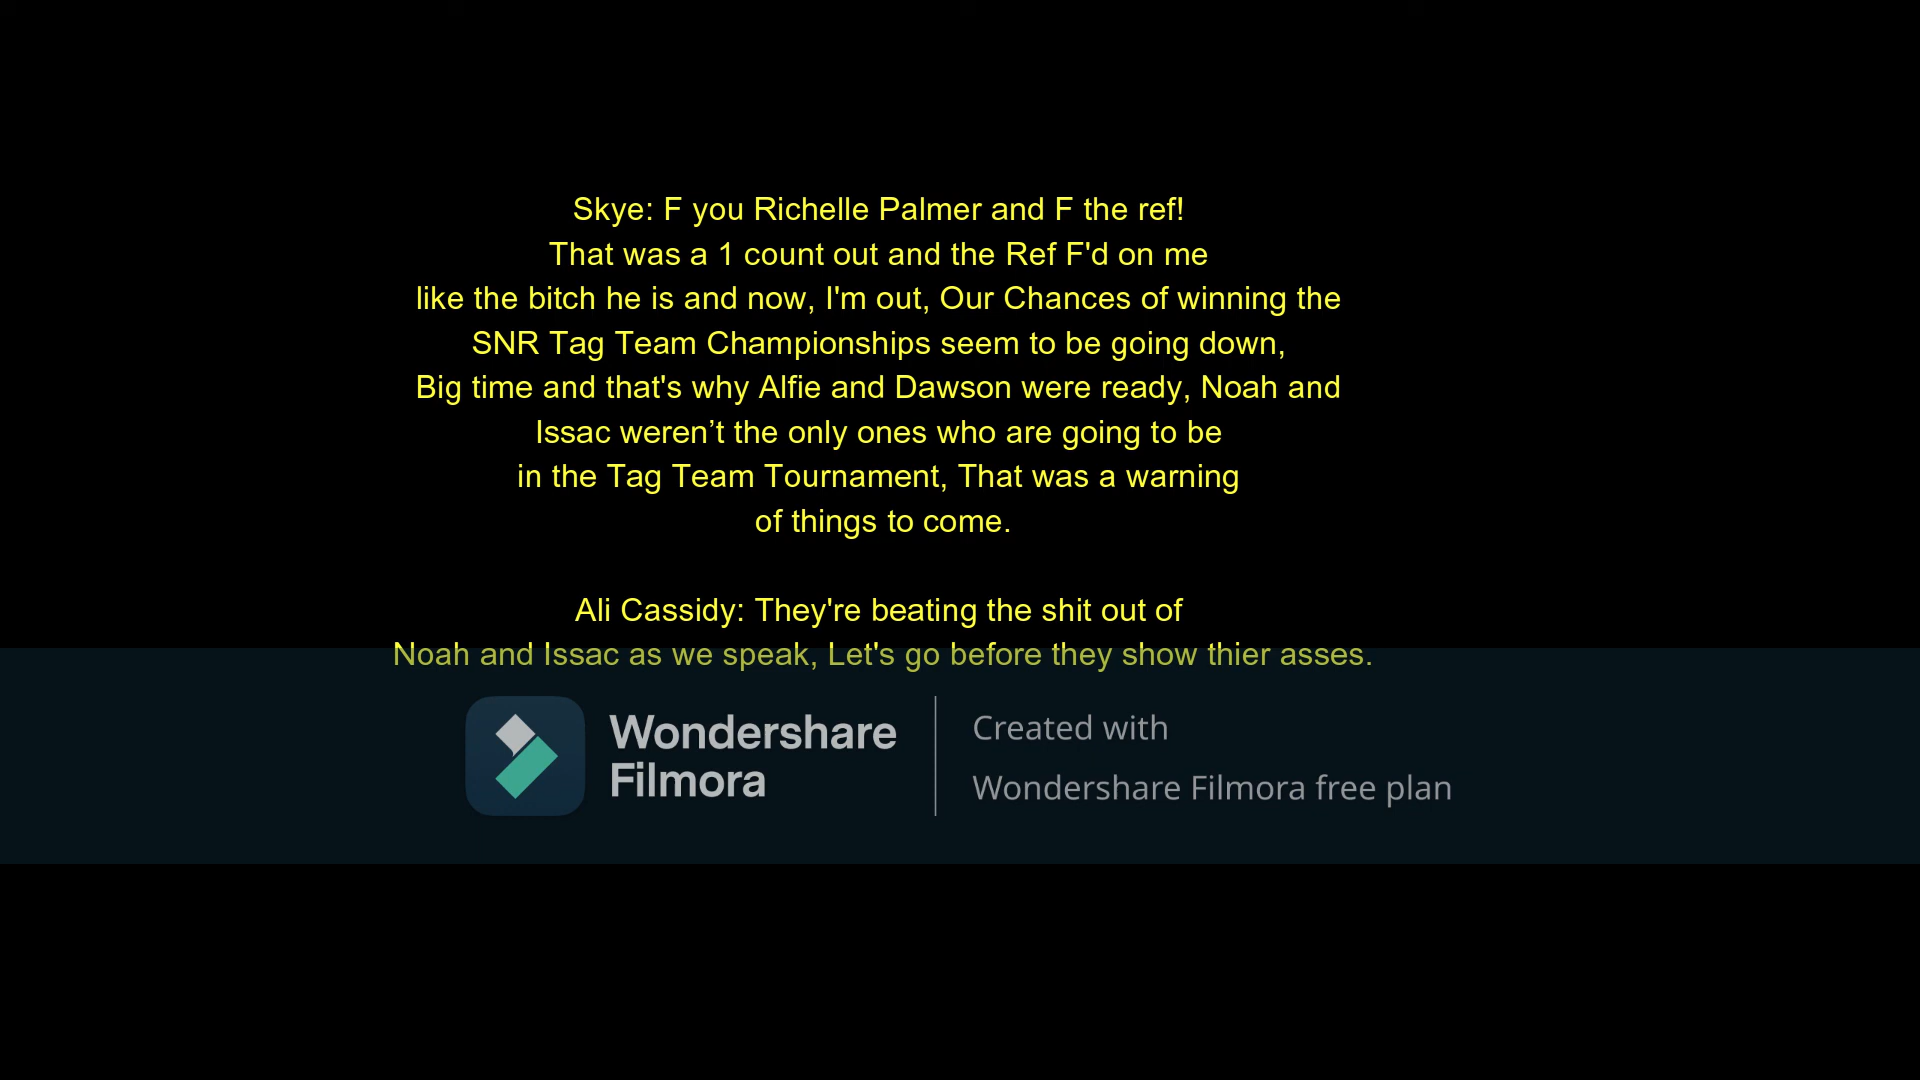 Skye: F you Richelle Palmer and F the ref!
That was a 1 count out and the Ref F'd on me
like the bitch he is and now, I'm out, Our Chances of winning the
SNR Tag Team Championships seem to be going down,
Big time and that's why Alfie and Dawson were ready, Noah and
Issac weren’t the only ones who are going to be
in the Tag Team Tournament, That was a warning
of things to come.
Ali Cassidy: They're beating the shit out of
Noah and Issac as we speak, Let's go before they show thier asses.
Wondershare
Filmora
Created with
Wondershare Filmora free plan